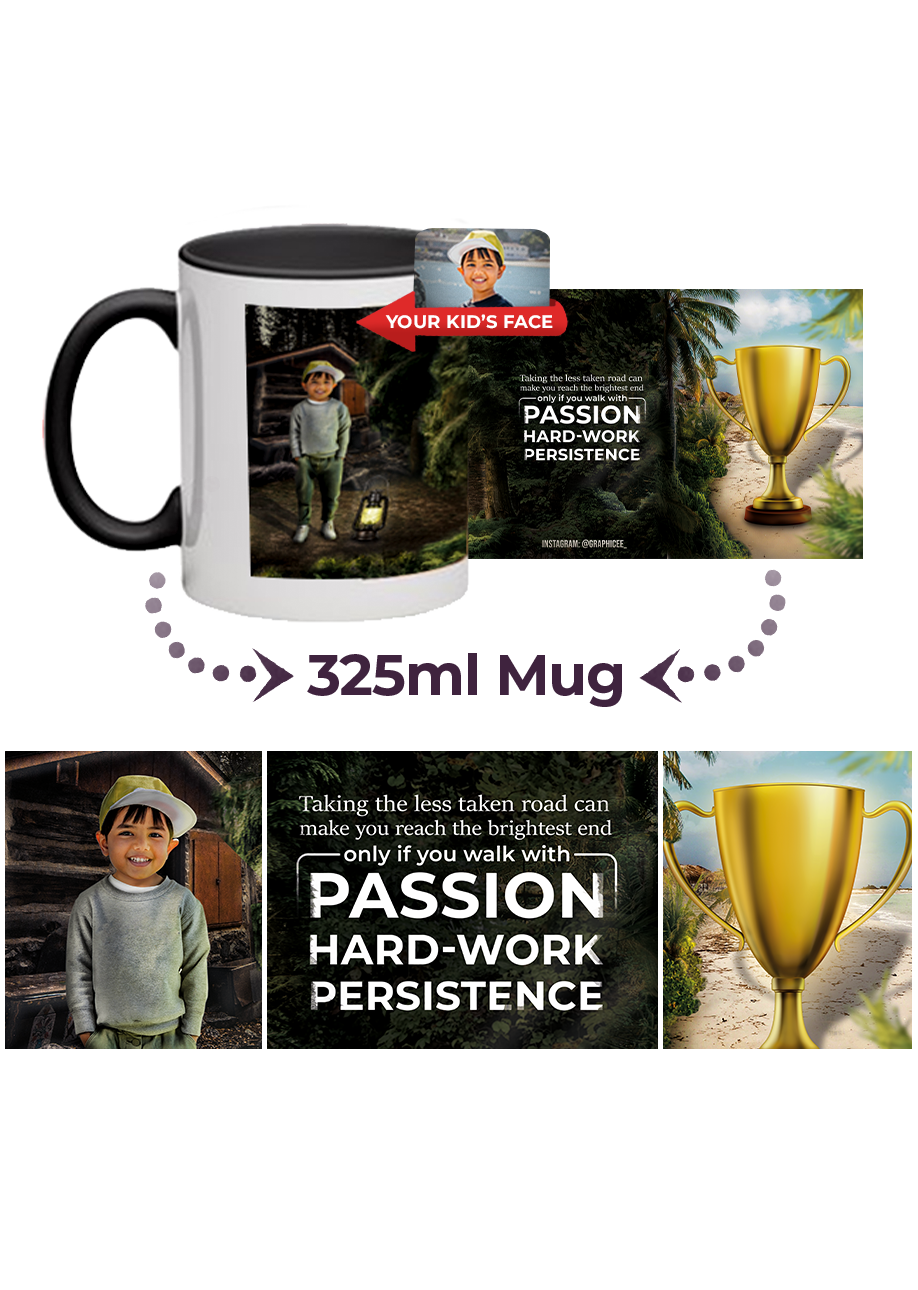 YOUR KID'S FACE
Taking the less taken road can
make you reach the brightest end
only if you walk with
PASSION
HARD-WORK
PERSISTENCE
INSTAGRAM: @GRAPHICEE_
325ml Mug
Taking the less taken road can
make you reach the brightest end
only if you walk with
PASSION
HARD-WORK
PERSISTENCE